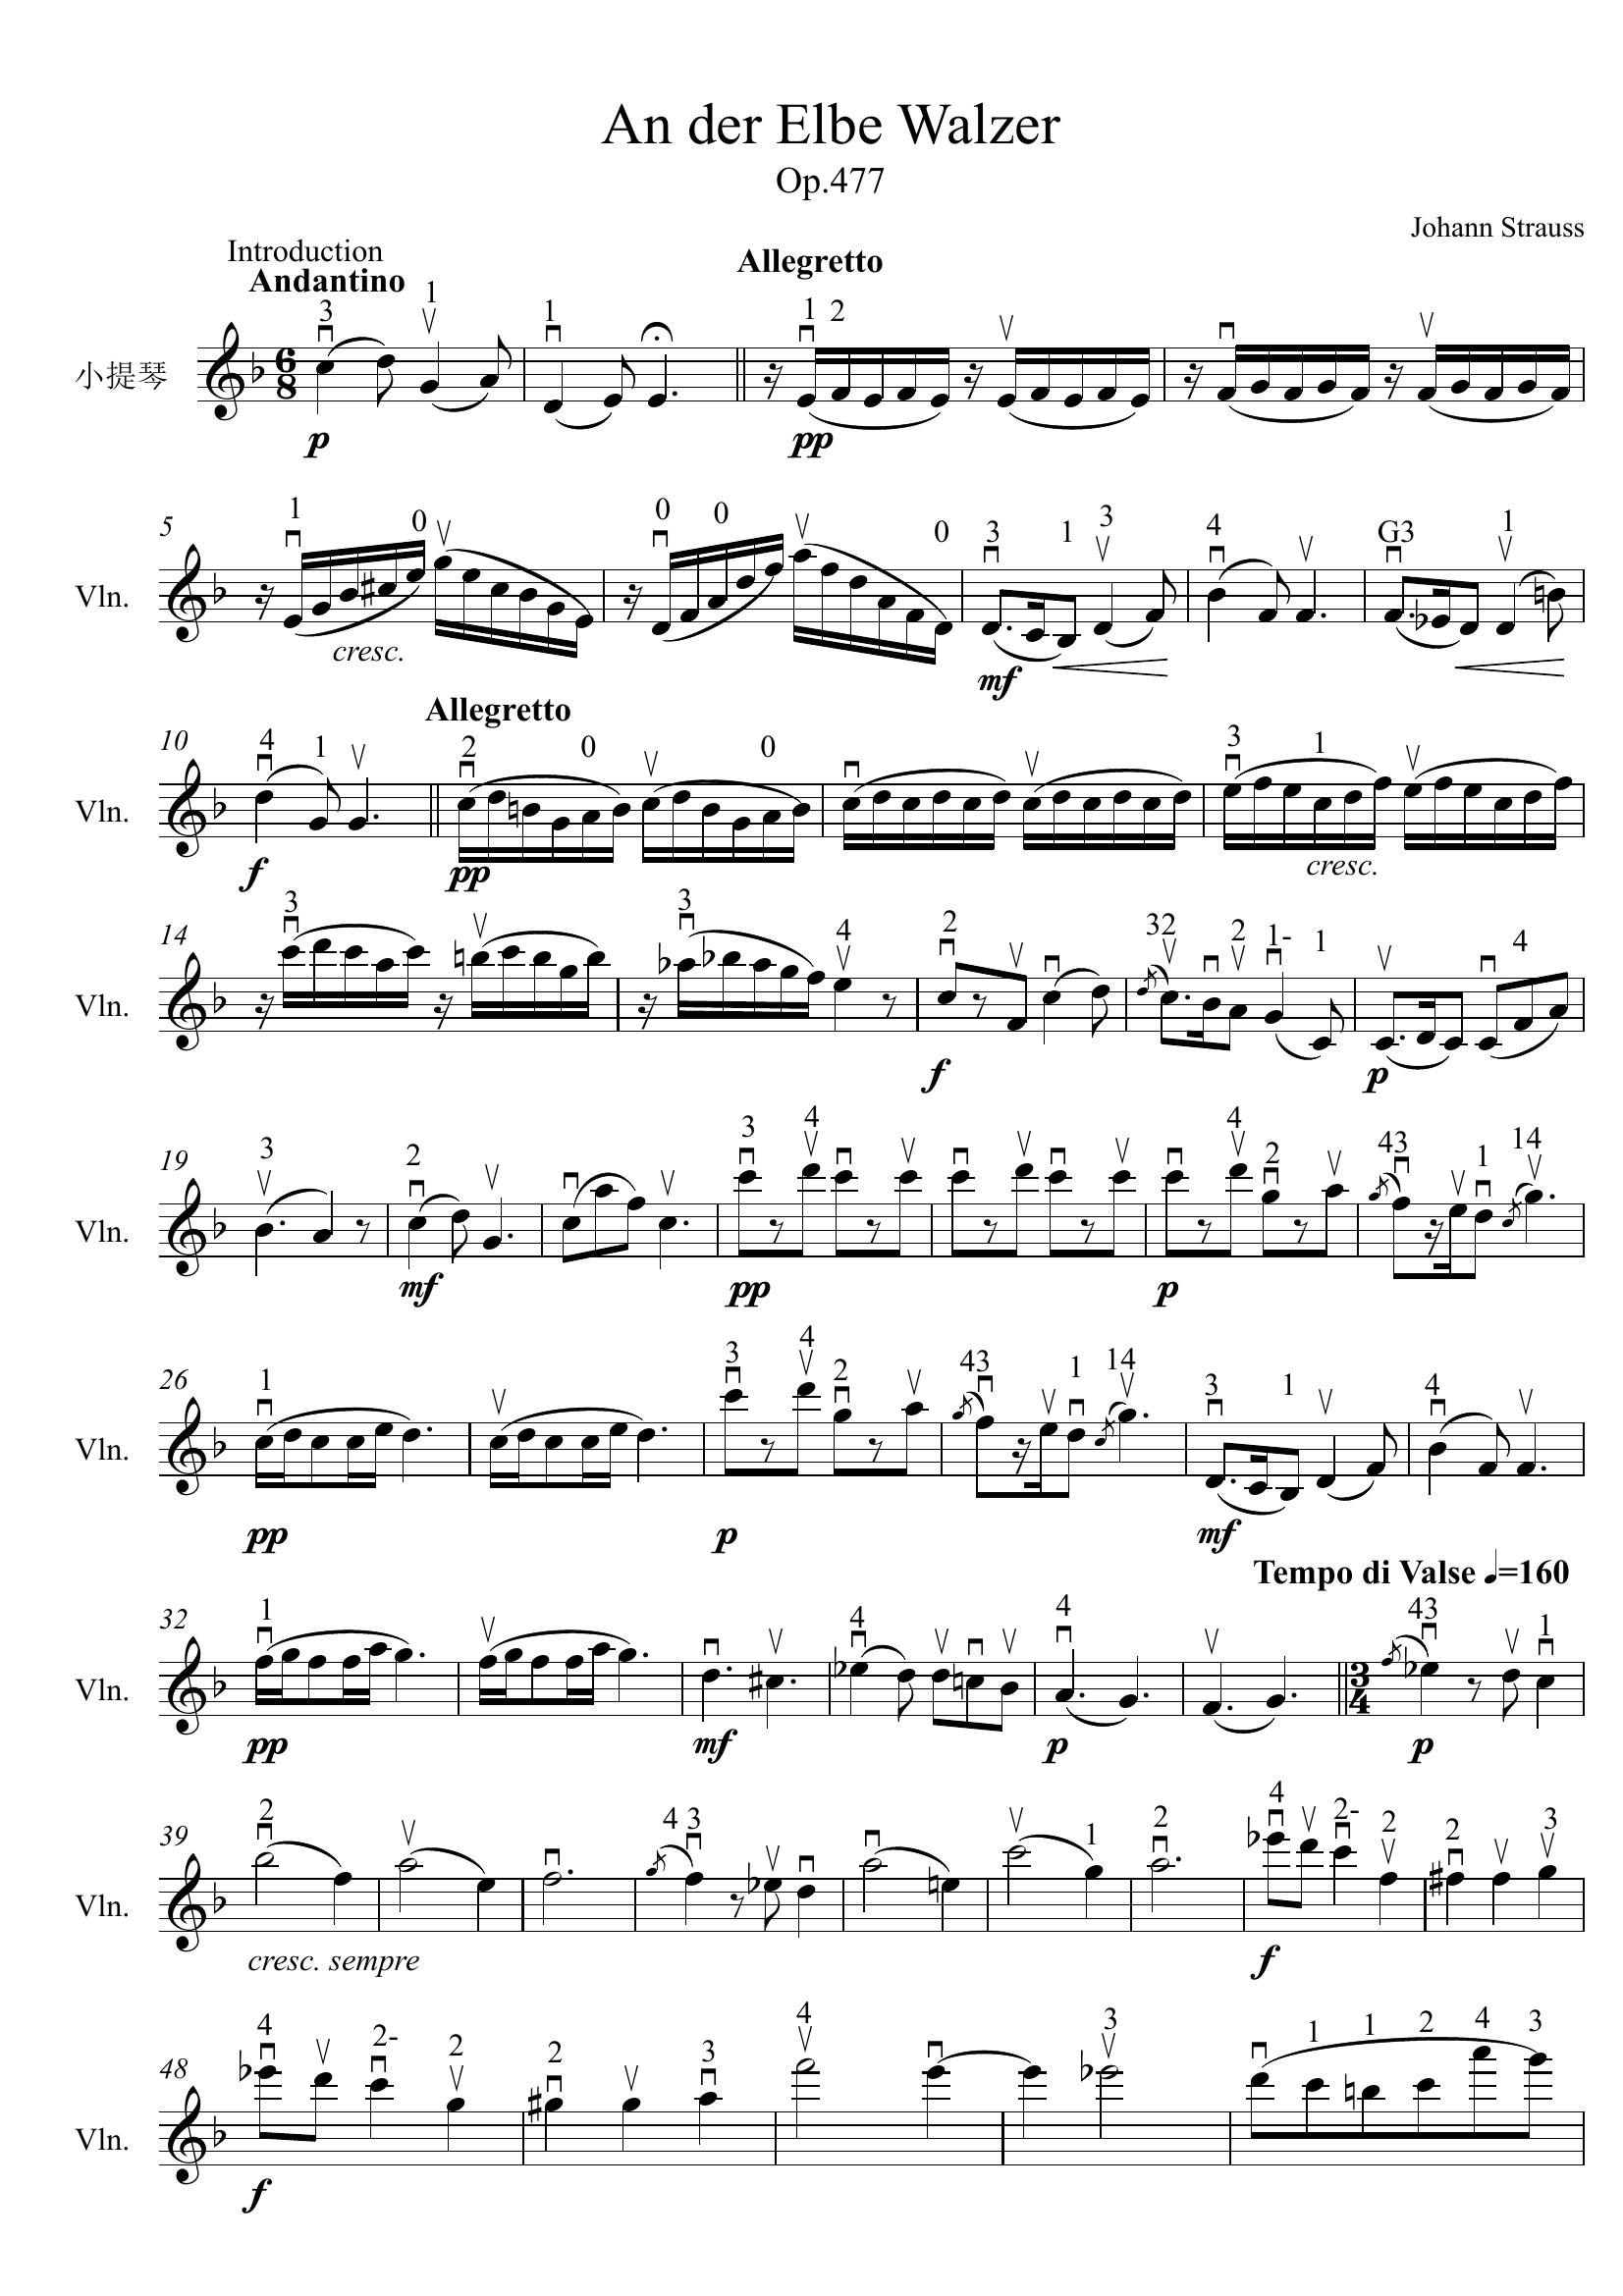 An der Elbe Walzer
Op.477
Johann Strauss
Introduction
Andantino
Allegretto
3 1 1 1 2
小提琴
6
8
p pp
5
1 0 0 0 0 3 1 3 4 G3 1
Vln.
cresc.
mf
Allegretto
10
4 1 2 0 0 3 1
Vln.
f pp cresc.
14
3 3 4 2 32 2 1- 1 4
Vln.
f p
19
3 2 3 4 4 2 43 1 14
Vln.
mf pp p
26
1 3 4 2 43 1 14 3 1 4
Vln.
pp p mf
Tempo di Valse =160
32
1 4 4 43 1
Vln.
3
4
pp mf p p
39
2 4 3 1 2 4 2- 2 2 3
Vln.
cresc. sempre f
48
4 2- 2 2 3 4 3 1 1 2 4 3
Vln.
f